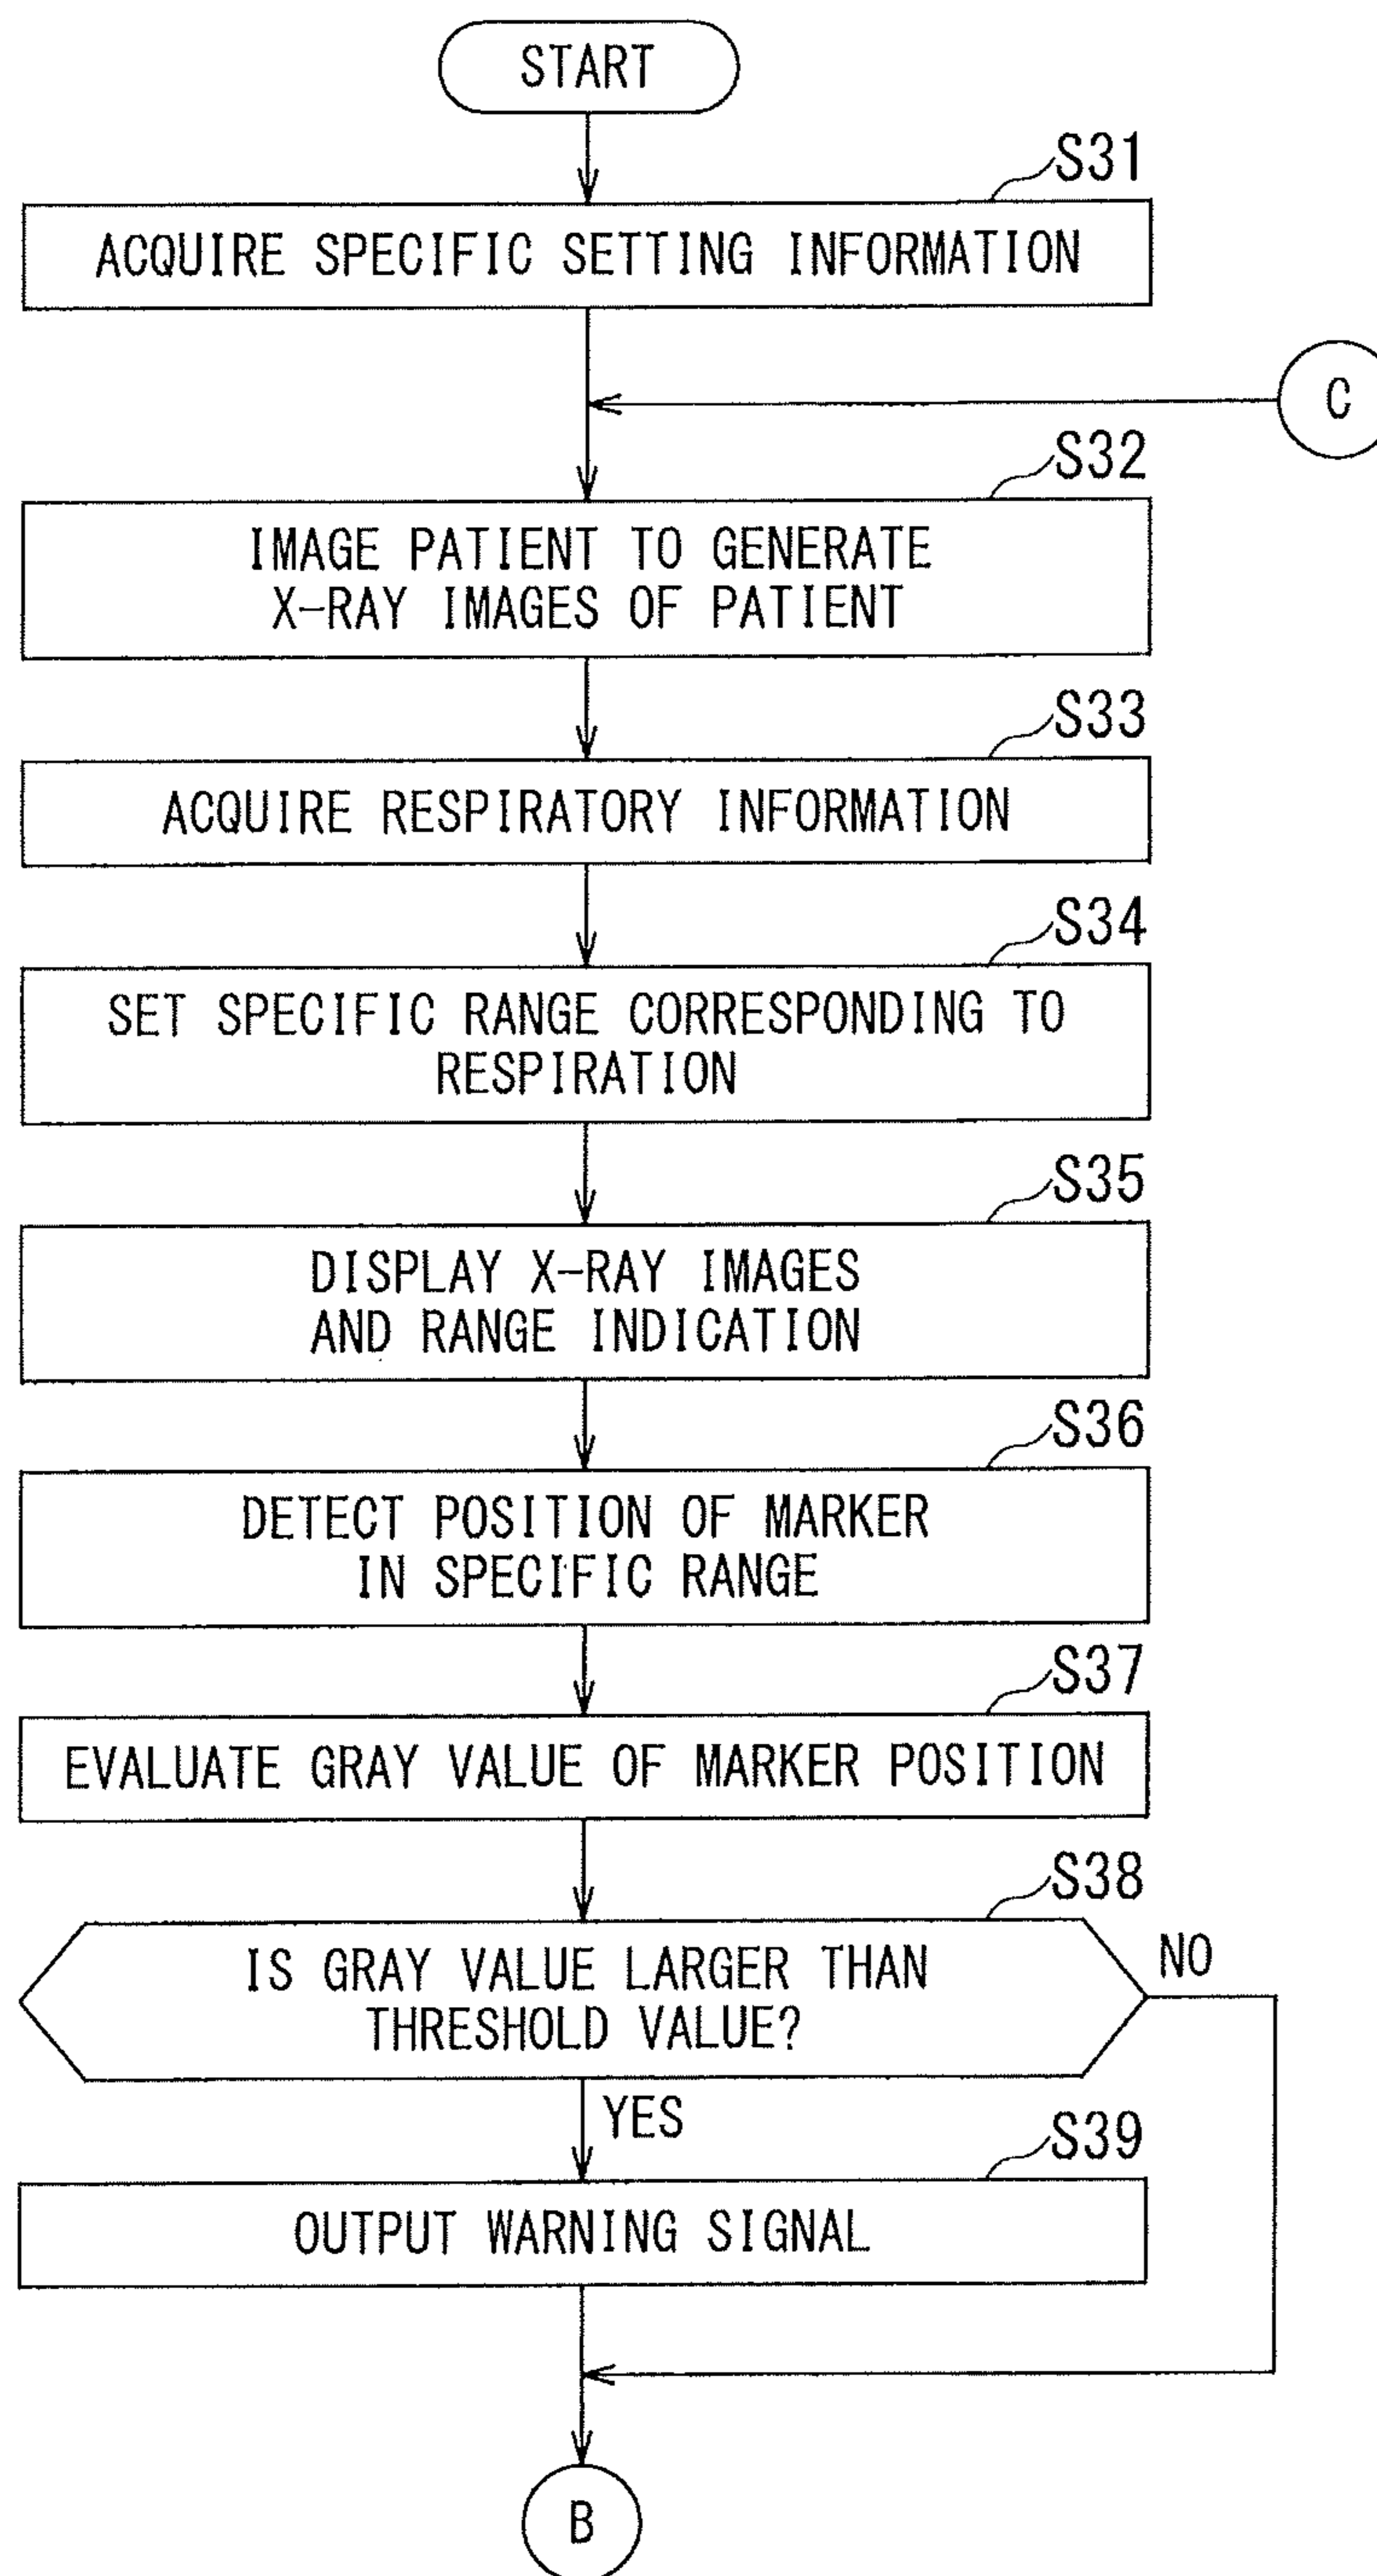 START
S31
ACQUIRE SPECIFIC SETTING INFORMATION
C
S32
IMAGE PATIENT TO GENERATE
X-RAY IMAGES OF PATIENT
S33
ACQUIRE RESPIRATORY INFORMATION
S34
SET SPECIFIC RANGE CORRESPONDING TO
RESPIRATION
S35
DISPLAY X-RAY IMAGES
AND RANGE INDICATION
S36
DETECT POSITION OF MARKER
IN SPECIFIC RANGE
S37
EVALUATE GRAY VALUE OF MARKER POSITION
S38
IS GRAY VALUE LARGER THAN
THRESHOLD VALUE?
NO
YES
S39
OUTPUT WARNING SIGNAL
B